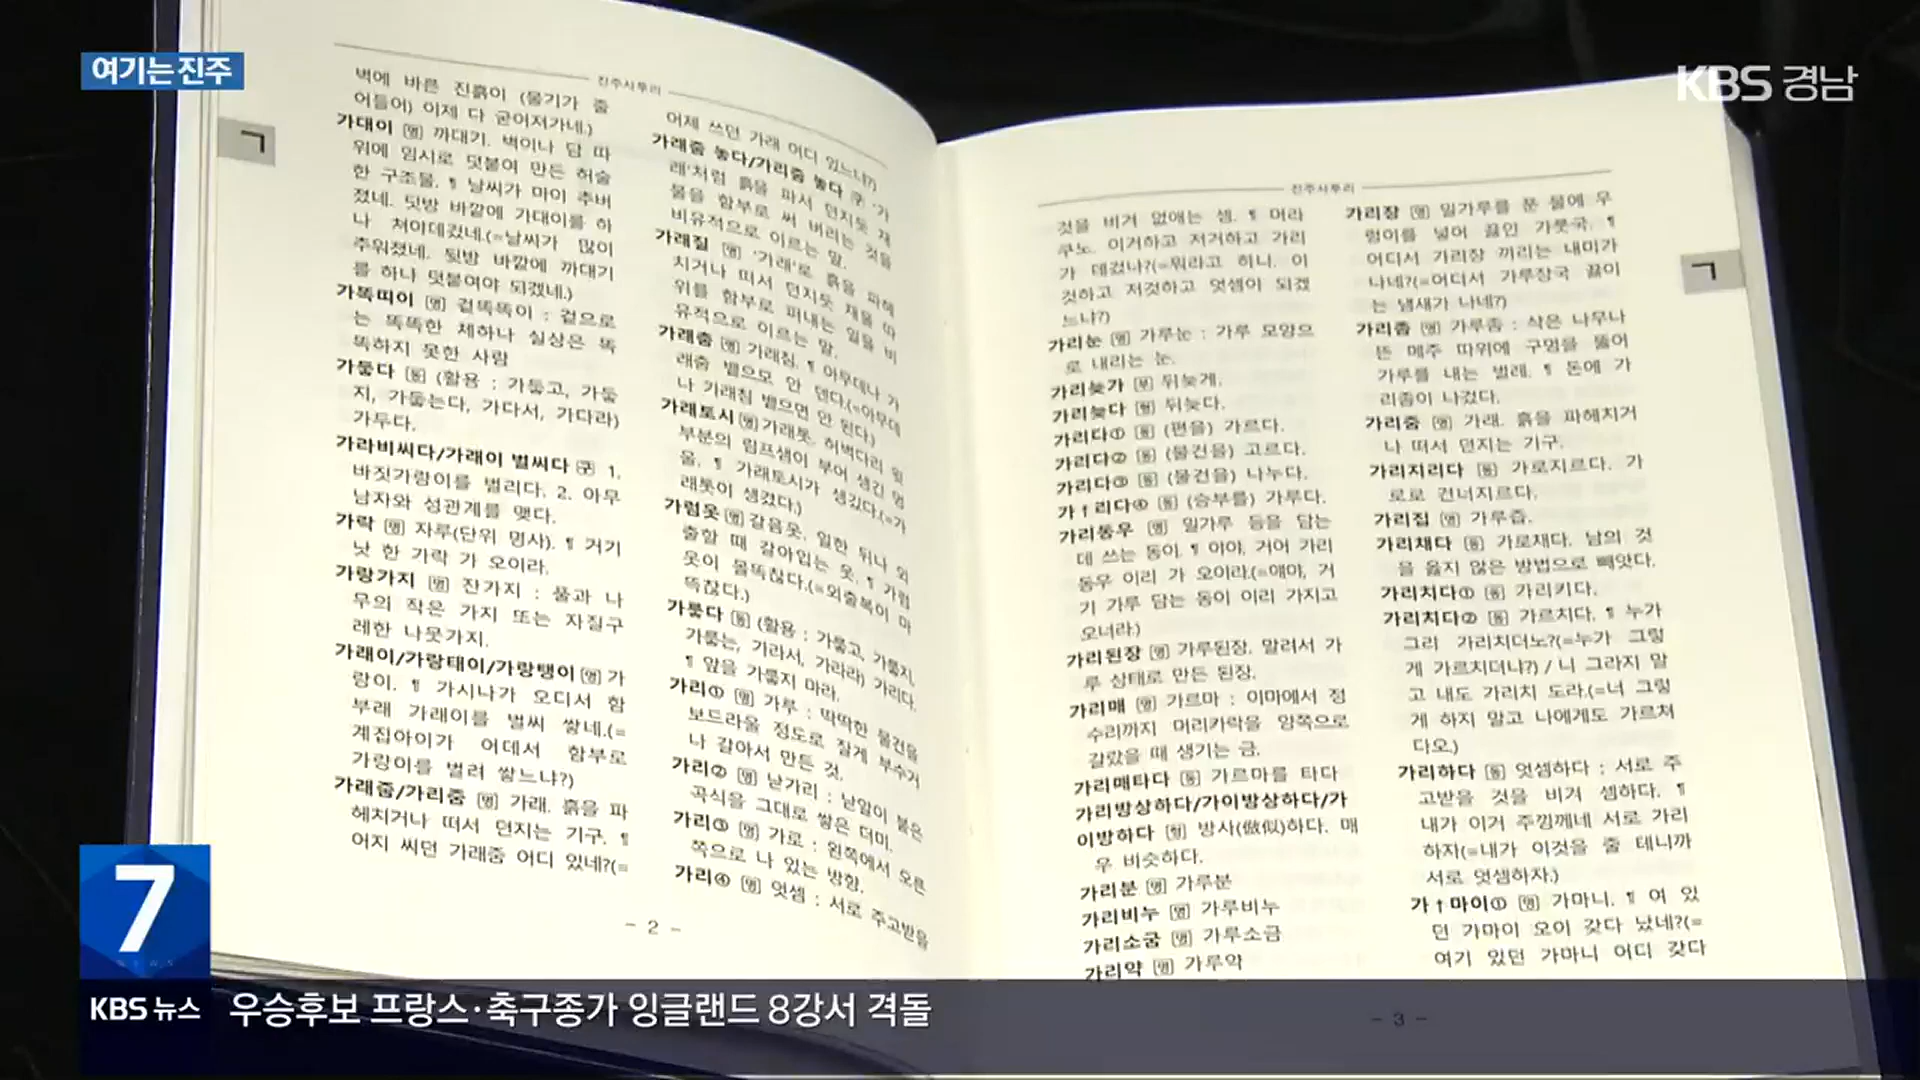 여기는 진주
KBS 경남
진주사투리
ㄱ
벽에 바른 진흙이 (물기가 줄
어들어) 이제 다 굳어져가네.)
가대이 [명] 까대기. 벽이나 담 따
위에 임시로 덧붙여 만든 허술
한 구조물. ¶ 날씨가 마이 추버
졌네. 딧방 바깥에 가대이를 하
나 쳐야데겄네.(=날씨가 많이
추워졌네. 뒷방 바깥에 까대기
를 하나 덧붙여야 되겠네.)
가똑띠이 [명] 겉똑똑이 : 겉으로
는 똑똑한 체하나 실상은 똑
똑하지 못한 사람
가둫다 [동] (활용 : 가둫고, 가둫
지, 가둫는다, 가다서, 가다라)
가두다.
가라비씨다/가래이 벌씨다 [구] 1.
바짓가랑이를 벌리다. 2. 아무
남자와 성관계를 맺다.
가락 [명] 자루(단위 명사). ¶ 거기
낫 한 가락 가 오이라.
가랑가지 [명] 잔가지 : 풀과 나
무의 작은 가지 또는 자질구
레한 나뭇가지.
가래이/가랑태이/가랑탱이 [명] 가
랑이. ¶ 가시나가 오디서 함
부래 가래이를 벌씨 쌓네.(=
계집아이가 어데서 함부로
가랑이를 벌려 쌓느냐?)
가래줌/가리줌 [명] 가래. 흙을 파
헤치거나 떠서 던지는 기구. ¶
어지 씨던 가래줌 어디 있네?(=
어제 쓰던 가래 어디 있느냐?)
가래줌 놓다/가리줌 놓다 [구] '가
래'처럼 흙을 파서 던지듯 재
물을 함부로 써 버리는 것을
비유적으로 이르는 말.
가래질 [명] '가래'로 흙을 파헤
치거나 떠서 던지듯 재물 따
위를 함부로 퍼내는 일을 비
유적으로 이르는 말.
가래춤 [명] 가래침. ¶ 아무데나 가
래춤 뱉으모 안 덴다.(=아무데
나 가래침 뱉으면 안 된다.)
가래토시 [명] 가래톳. 허벅다리 윗
부분의 림프샘이 부어 생긴 멍
울. ¶ 가래토시가 생깄다.(=가
래톳이 생겼다.)
가럼옷 [명] 갈음옷. 일한 뒤나 외
출할 때 갈아입는 옷. ¶ 가럼
옷이 몰똑찮다.(=외출복이 마
뜩찮다.)
가룧다 [동] (활용 : 가룧고, 가룧지,
가룧는, 기라서, 가라라) 가리다.
¶ 앞을 가룧지 마라.
가리① [명] 가루 : 딱딱한 물건을
보드라울 정도로 잘게 부수거
나 갈아서 만든 것.
가리② [명] 낟가리 : 낟알이 붙은
곡식을 그대로 쌓은 더미.
가리③ [명] 가로 : 왼쪽에서 오른
쪽으로 나 있는 방향.
가리④ [명] 엇셈 : 서로 주고받을
- 2 -
진주사투리
ㄱ
것을 비겨 없애는 셈. ¶ 머라
쿠노. 이거하고 저거하고 가리
가 데겄나?(=뭐라고 하니. 이
것하고 저것하고 엇셈이 되겠
느냐?)
가리눈 [명] 가루눈 : 가루 모양으
로 내리는 눈.
가리늦가 [부] 뒤늦게.
가리늦다 [형] 뒤늦다.
가리다① [동] (편을) 가르다.
가리다② [동] (물건을) 고르다.
가리다③ [동] (물건을) 나누다.
가↑리다④ [동] (승부를) 가루다.
가리동우 [명] 밀가루 등을 담는
데 쓰는 동이. ¶ 이야, 거어 가리
동우 이리 가 오이라.(=얘야, 거
기 가루 담는 동이 이리 가지고
오너라.)
가리된장 [명] 가루된장. 말려서 가
루 상태로 만든 된장.
가리매 [명] 가르마 : 이마에서 정
수리까지 머리카락을 양쪽으로
갈랐을 때 생기는 금.
가리매타다 [동] 가르마를 타다
가리방상하다/가이방상하다/가
이방하다 [형] 방사(倣似)하다. 매
우 비슷하다.
가리분 [명] 가루분
가리비누 [명] 가루비누
가리소굼 [명] 가루소금
가리약 [명] 가루약
가리장 [명] 밀가루를 푼 물에 우
렁이를 넣어 끓인 가룻국. ¶
어디서 가리장 끼리는 내미가
나네?(=어디서 가루장국 끓이
는 냄새가 나네?)
가리좀 [명] 가루좀 : 삭은 나무나
뜬 메주 따위에 구멍을 뚫어
가루를 내는 벌레. ¶ 돈에 가
리좀이 나겄다.
가리줌 [명] 가래. 흙을 파헤치거
나 떠서 던지는 기구.
가리지리다 [동] 가로지르다. 가
로로 건너지르다.
가리집 [명] 가루즙.
가리채다 [동] 가로채다. 남의 것
을 옳지 않은 방법으로 빼앗다.
가리치다① [동] 가리키다.
가리치다② [동] 가르치다. ¶ 누가
그리 가리치더노?(=누가 그렇
게 가르치더냐?) / 니 그라지 말
고 내도 가리치 도라.(=너 그렇
게 하지 말고 나에게도 가르쳐
다오.)
가리하다 [동] 엇셈하다 : 서로 주
고받을 것을 비겨 셈하다. ¶
내가 이거 주낑께네 서로 가리
하자(=내가 이것을 줄 테니까
서로 엇셈하자.)
가↑마이① [명] 가마니. ¶ 여 있
던 가마이 오이 갖다 났네?(=
여기 있던 가마니 어디 갖다
- 3 -
7
NEWS
KBS 뉴스 우승후보 프랑스·축구종가 잉글랜드 8강서 격돌